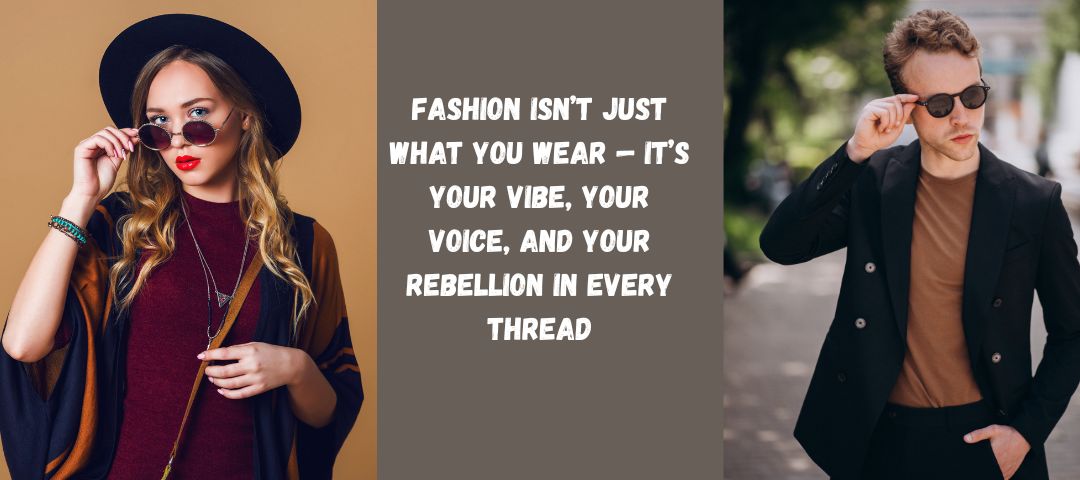 FASHION ISN'T JUST
WHAT YOU WEAR – IT'S
YOUR VIBE, YOUR
VOICE, AND YOUR
REBELLION IN EVERY
THREAD